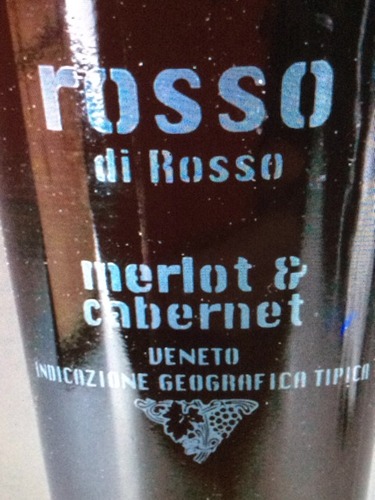 rosso
di Rosso
merlot &
cabernet
VENETO
INDICAZIONE GEOGRAFICA TIPICA